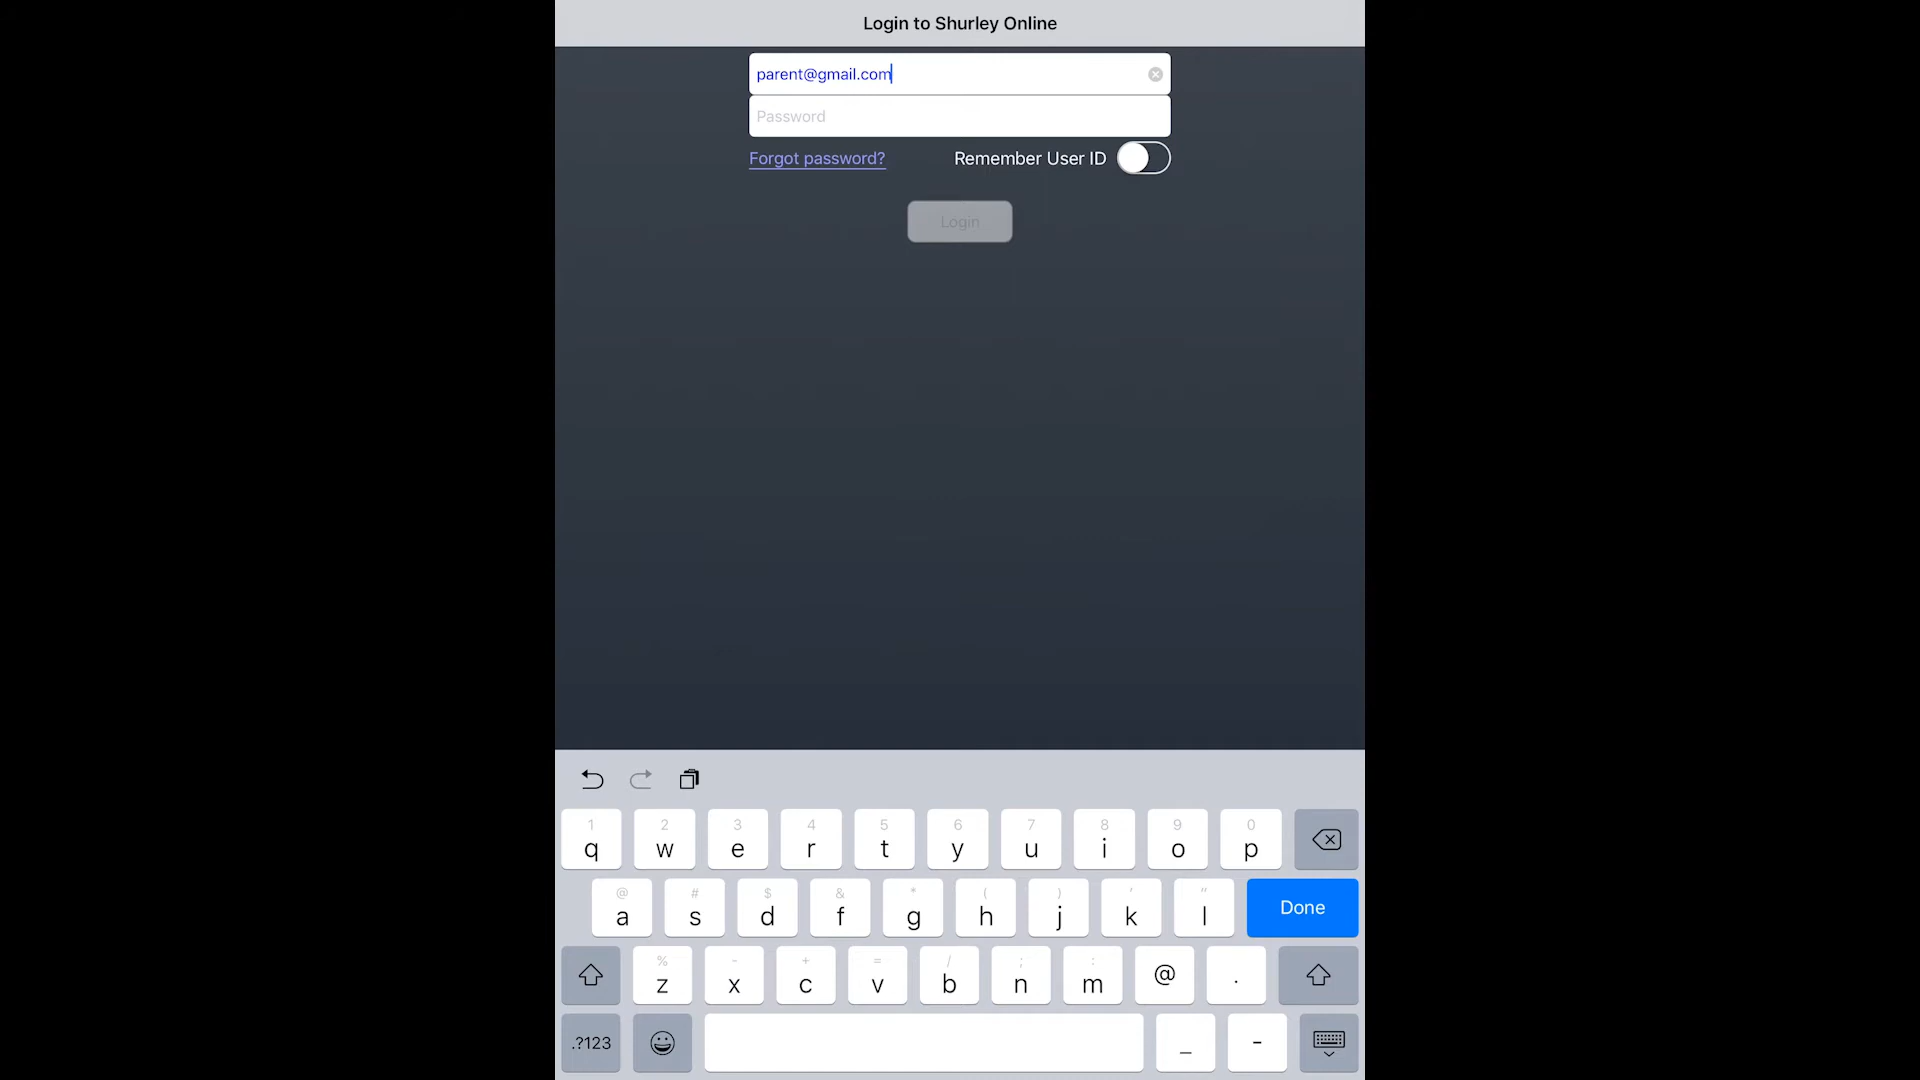 Login to Shurley Online
parent@gmail.com
Password
Forgot password? Remember User ID
Login
1 2 3 4 5 6 7 8 9 0
q w e r t y u i o p
@ # $ & * ( ) ' "
a s d f g h j k l Done
% - + = / ; :
z x c v b n m @ .
.?123 _ -